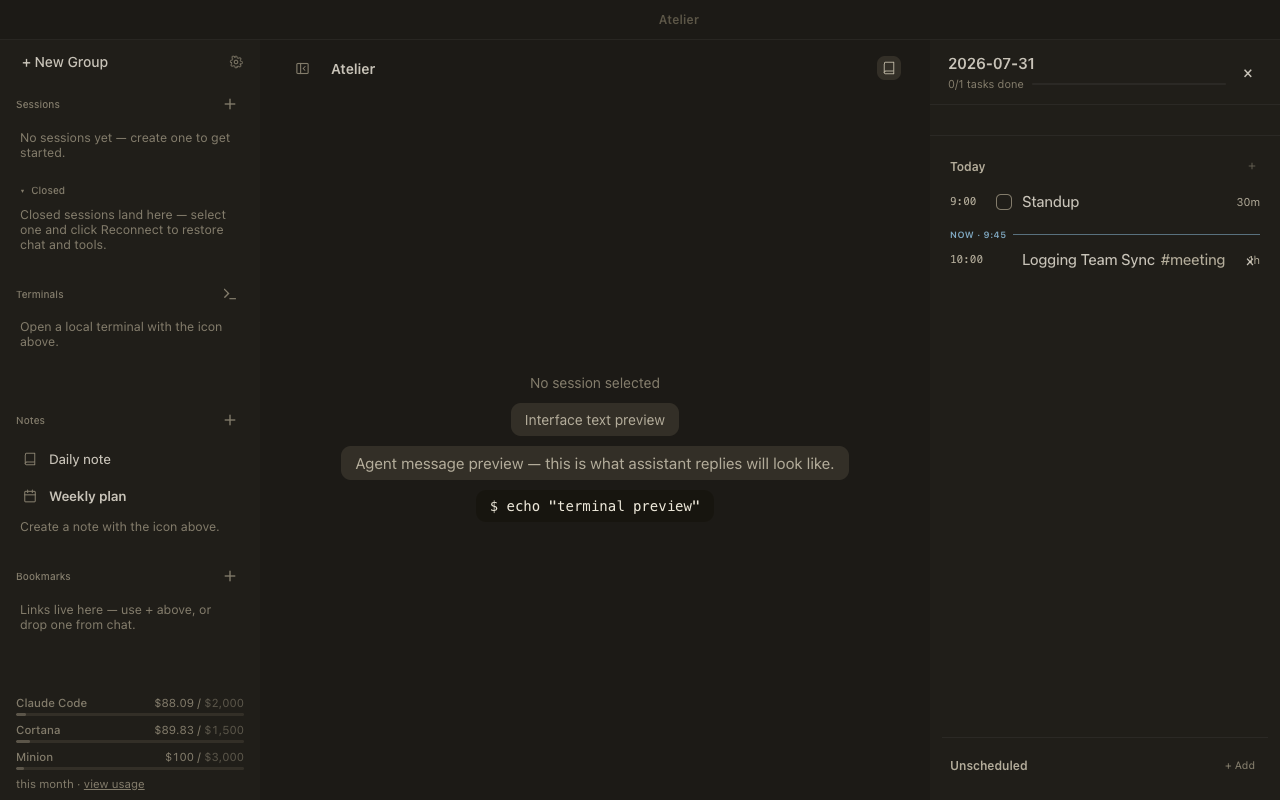 Atelier
+ New Group
Sessions
No sessions yet — create one to get
started.
Closed
Closed sessions land here — select
one and click Reconnect to restore
chat and tools.
Terminals
Open a local terminal with the icon
above.
Notes
Daily note
Weekly plan
Create a note with the icon above.
Bookmarks
Links live here — use + above, or
drop one from chat.
Claude Code $88.09 / $2,000
Cortana $89.83 / $1,500
Minion $100 / $3,000
this month · view usage
Atelier
No session selected
Interface text preview
Agent message preview — this is what assistant replies will look like.
$ echo "terminal preview"
2026-07-31
0/1 tasks done
Today
9:00 Standup 30m
NOW · 9:45
10:00 Logging Team Sync #meeting
Unscheduled + Add